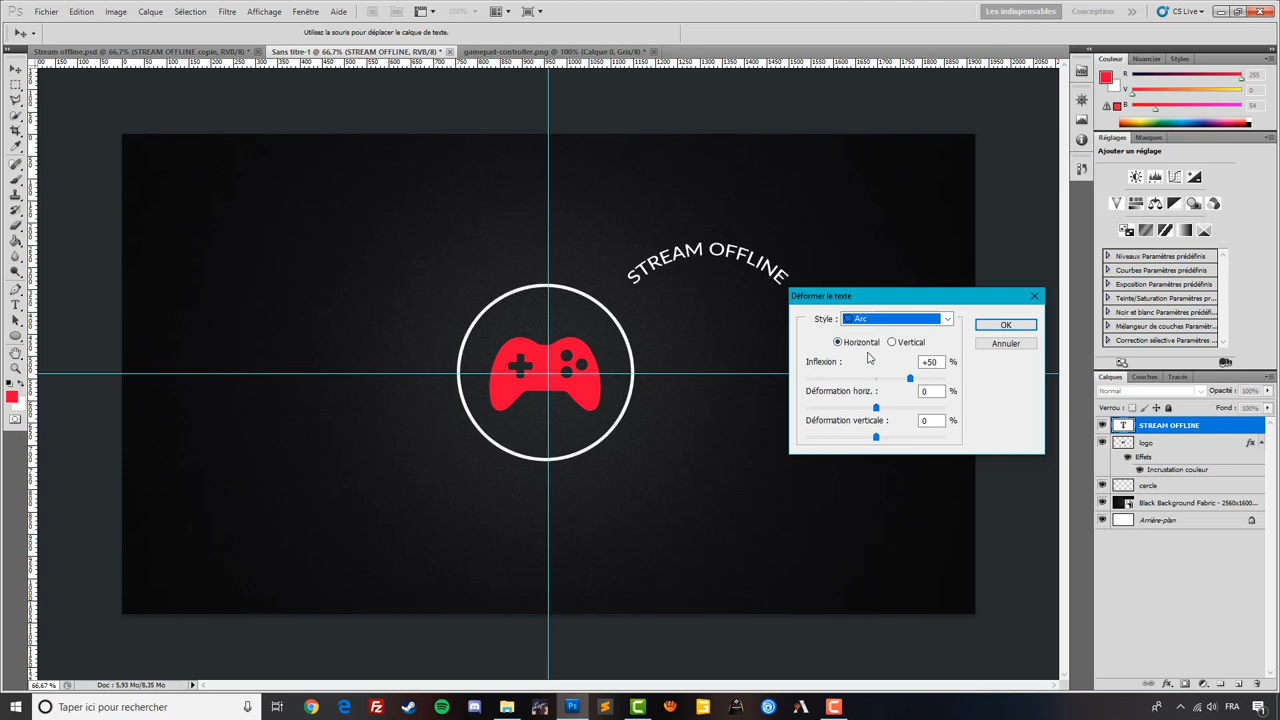 Ps Fichier Edition Image Calque Sélection Filtre Affichage Fenêtre Aide
Les indispensables Conception CS Live
Utilisez la souris pour déplacer le calque de texte.
Stream offline.psd @ 66,7% (STREAM OFFLINE copie, RVB/8) *
Sans titre-1 @ 66,7% (STREAM OFFLINE, RVB/8) *
gamepad-controller.png @ 100% (Calque 0, Gris/8) *
STREAM OFFLINE
Déformer le texte
Style : Arc
Horizontal Vertical
OK
Annuler
Inflexion : +50 %
Déformation horiz. : 0 %
Déformation verticale : 0 %
Couleur Nuancier Styles
R 255
V 0
B 54
Réglages Masques
Ajouter un réglage
Niveaux Paramètres prédéfinis
Courbes Paramètres prédéfinis
Exposition Paramètres prédéfinis
Teinte/Saturation Paramètres pr...
Noir et blanc Paramètres prédéfi...
Mélangeur de couches Paramètr...
Correction sélective Paramètres ...
Calques Couches Tracés
Normal Opacité : 100%
Verrou : Fond : 100%
T STREAM OFFLINE
logo fx
Effets
Incrustation couleur
cercle
Black Background Fabric - 2560x1600...
Arrière-plan
66,67% Doc : 5,93 Mo/8,35 Mo
Taper ici pour rechercher
FRA